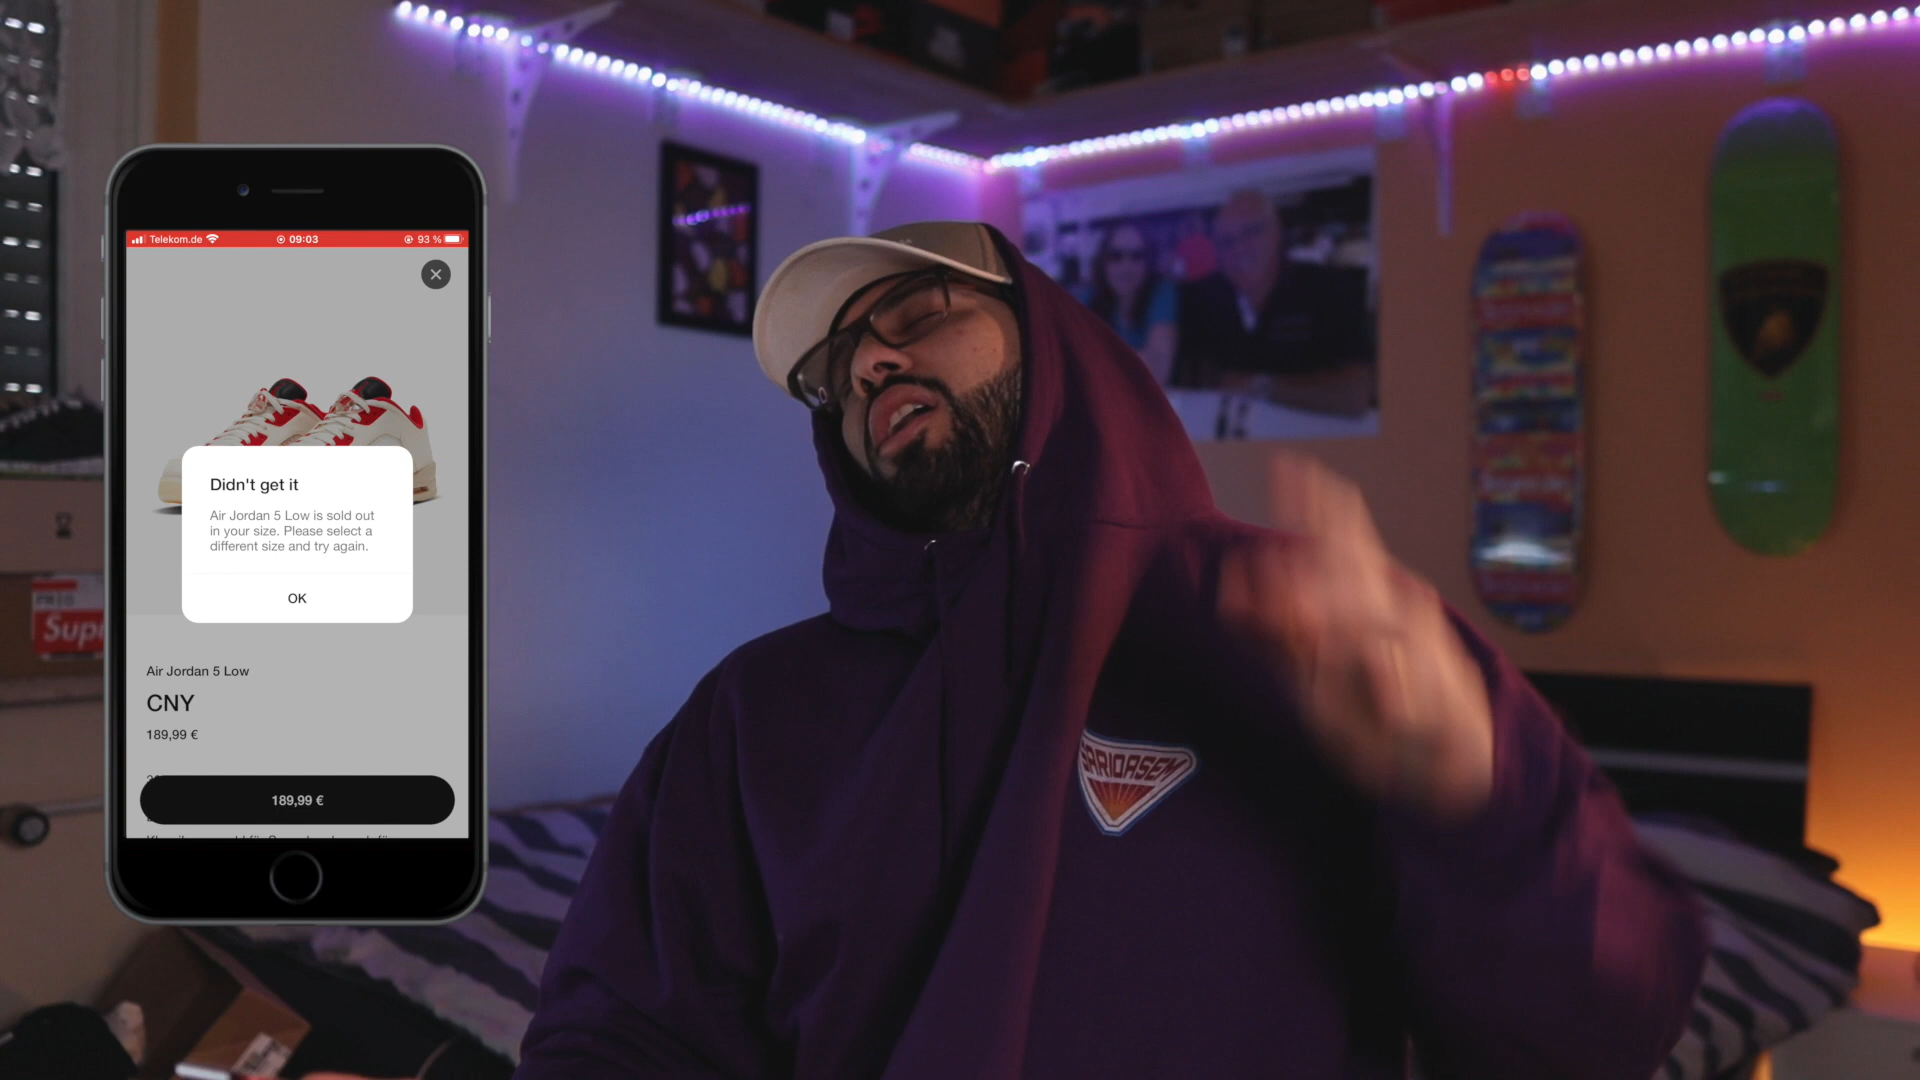 Telekom.de
09:03
93 %
Didn't get it
Air Jordan 5 Low is sold out
in your size. Please select a
different size and try again.
OK
Air Jordan 5 Low
CNY
189,99 €
189,99 €
Supr